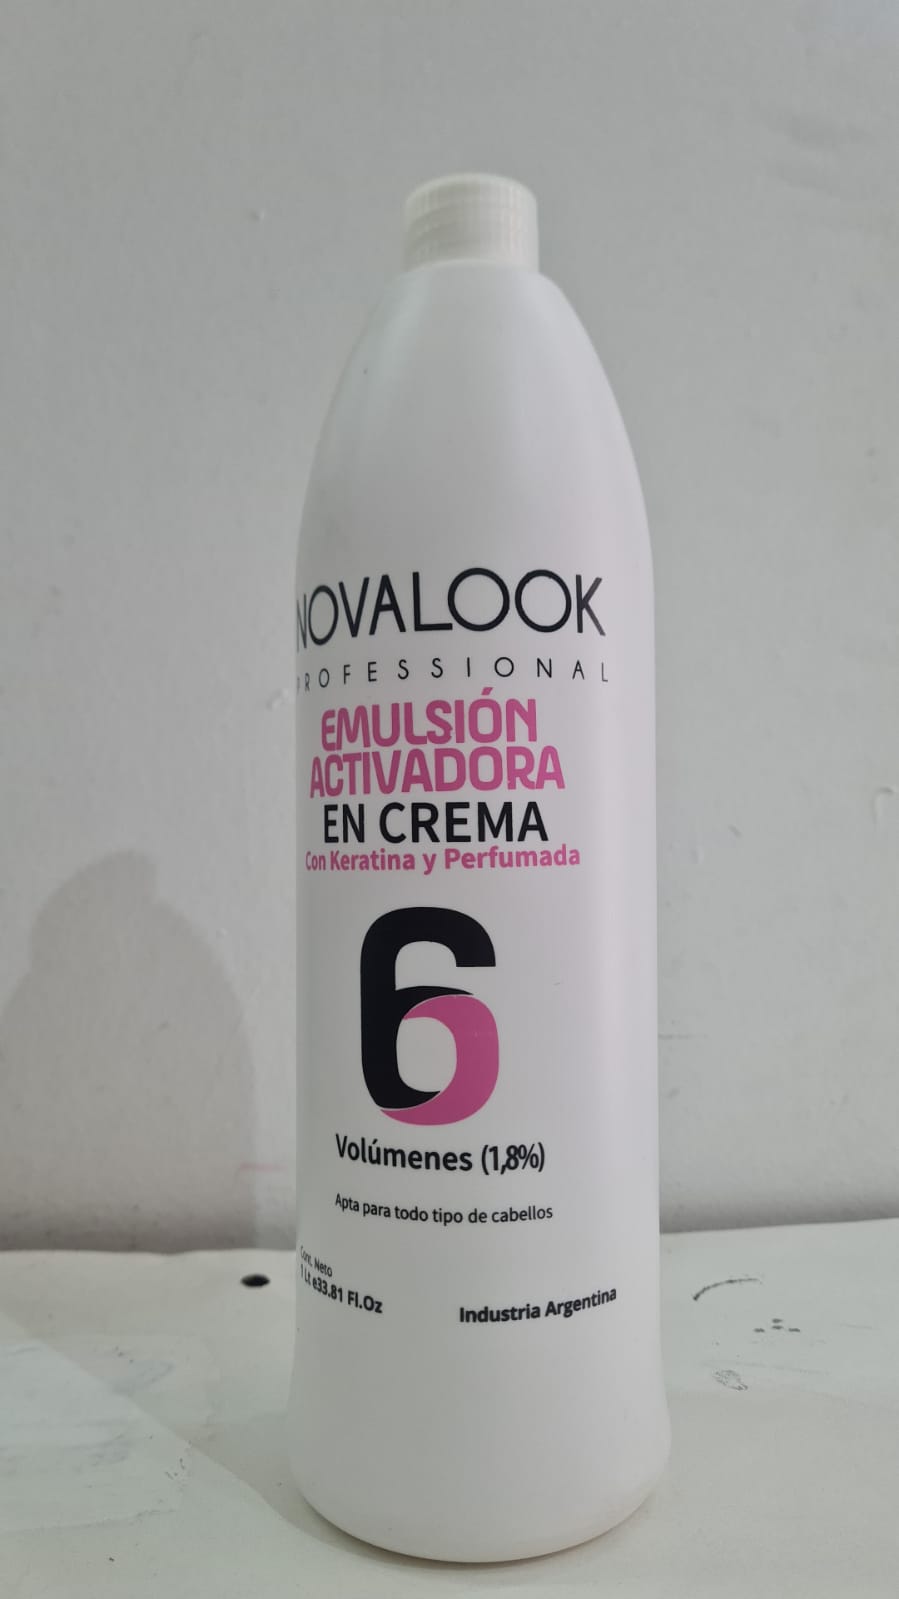 NOVALOOK
PROFESSIONAL
EMULSIÓN
ACTIVADORA
EN CREMA
Con Keratina y Perfumada
6
Volúmenes (1,8%)
Apta para todo tipo de cabellos
Cont. Neto
1 Lt e33.81 Fl.Oz
Industria Argentina